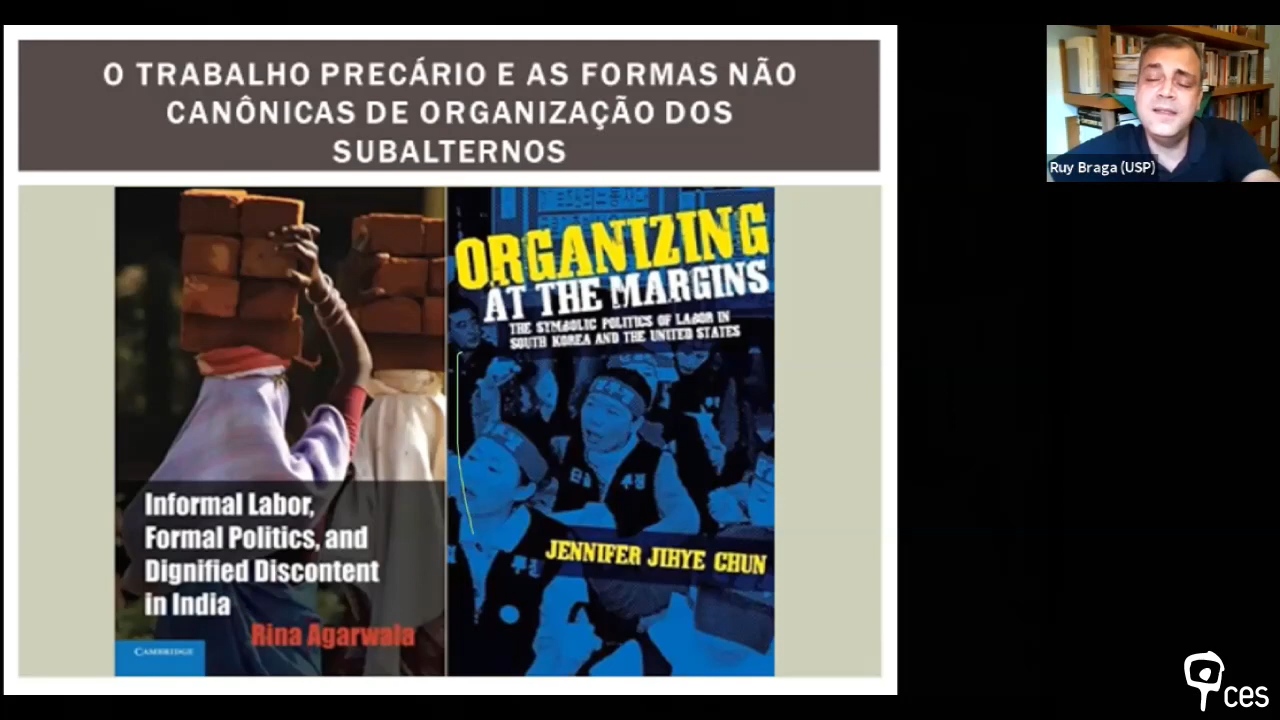 O TRABALHO PRECÁRIO E AS FORMAS NÃO
CANÔNICAS DE ORGANIZAÇÃO DOS
SUBALTERNOS
Ruy Braga (USP)
Informal Labor,
Formal Politics, and
Dignified Discontent
in India
Rina Agarwala
CAMBRIDGE
ORGANIZING
AT THE MARGINS
THE SYMBOLIC POLITICS OF LABOR IN
SOUTH KOREA AND THE UNITED STATES
JENNIFER JIHYE CHUN
ces